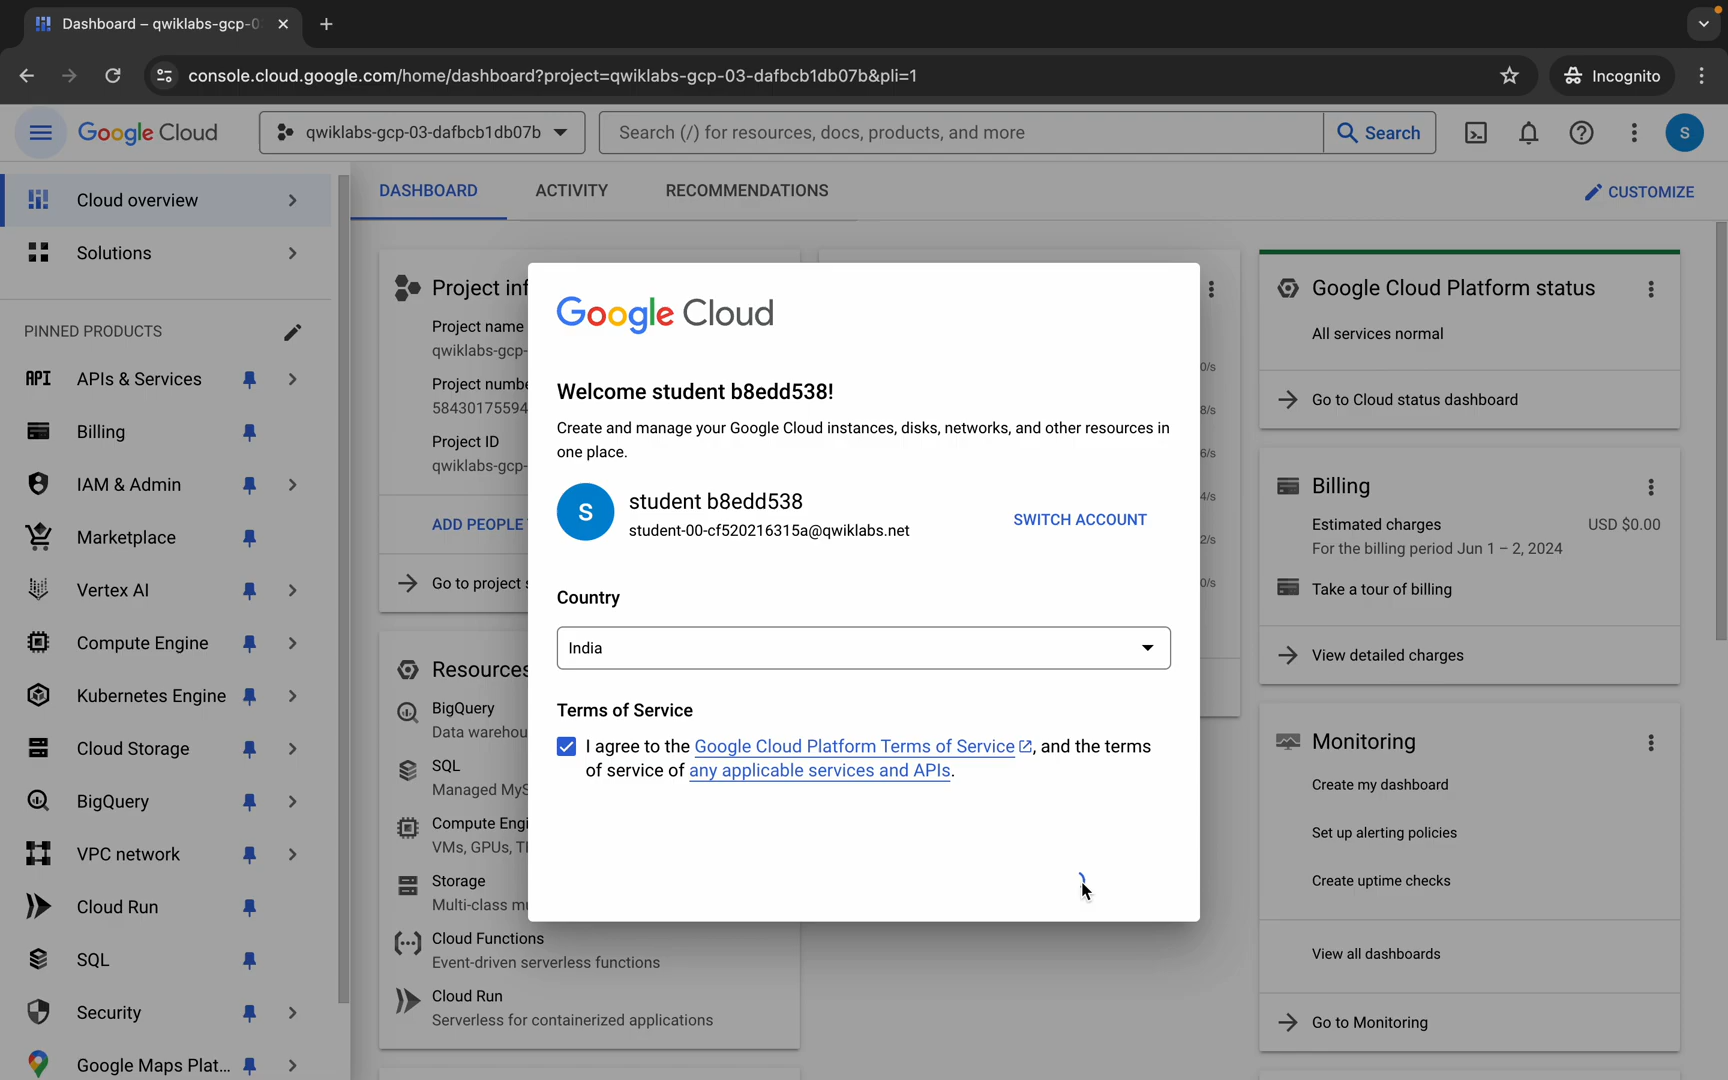 Dashboard – qwiklabs-gcp-0
console.cloud.google.com/home/dashboard?project=qwiklabs-gcp-03-dafbcb1db07b&pli=1
Incognito
Google Cloud
qwiklabs-gcp-03-dafbcb1db07b
Search (/) for resources, docs, products, and more
Search
S
Cloud overview
Solutions
PINNED PRODUCTS
API
APIs & Services
Billing
IAM & Admin
Marketplace
Vertex AI
Compute Engine
Kubernetes Engine
Cloud Storage
BigQuery
VPC network
Cloud Run
SQL
Security
Google Maps Plat...
DASHBOARD
ACTIVITY
RECOMMENDATIONS
CUSTOMIZE
Project inf
Project name
qwiklabs-gcp-
Project numbe
58430175594
Project ID
qwiklabs-gcp-
ADD PEOPLE
Go to project s
Resources
BigQuery
Data warehou
SQL
Managed MyS
Compute Engi
VMs, GPUs, T
Storage
Multi-class mu
Cloud Functions
Event-driven serverless functions
Cloud Run
Serverless for containerized applications
Google Cloud
Welcome student b8edd538!
Create and manage your Google Cloud instances, disks, networks, and other resources in
one place.
S
student b8edd538
student-00-cf520216315a@qwiklabs.net
SWITCH ACCOUNT
Country
India
Terms of Service
I agree to the Google Cloud Platform Terms of Service, and the terms
of service of any applicable services and APIs.
0/s
8/s
6/s
4/s
2/s
0/s
Google Cloud Platform status
All services normal
Go to Cloud status dashboard
Billing
Estimated charges
USD $0.00
For the billing period Jun 1 – 2, 2024
Take a tour of billing
View detailed charges
Monitoring
Create my dashboard
Set up alerting policies
Create uptime checks
View all dashboards
Go to Monitoring